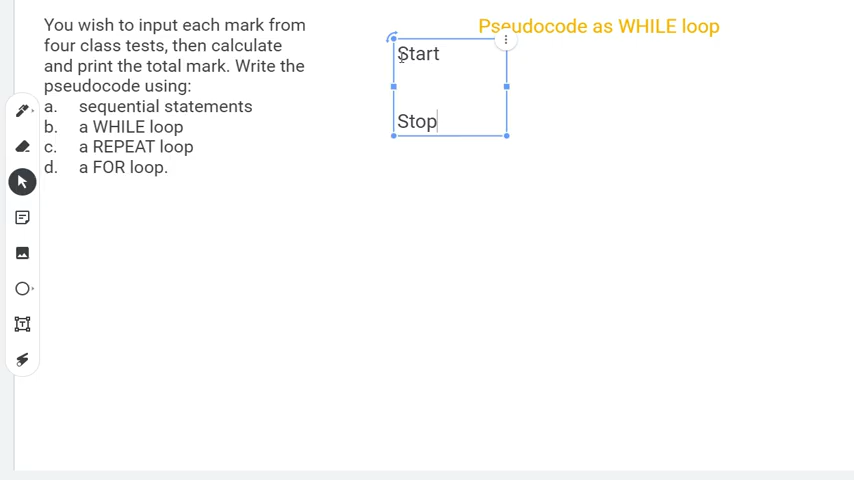 You wish to input each mark from
four class tests, then calculate
and print the total mark. Write the
pseudocode using:
a. sequential statements
b. a WHILE loop
c. a REPEAT loop
d. a FOR loop.
Pseudocode as WHILE loop
Start
Stop